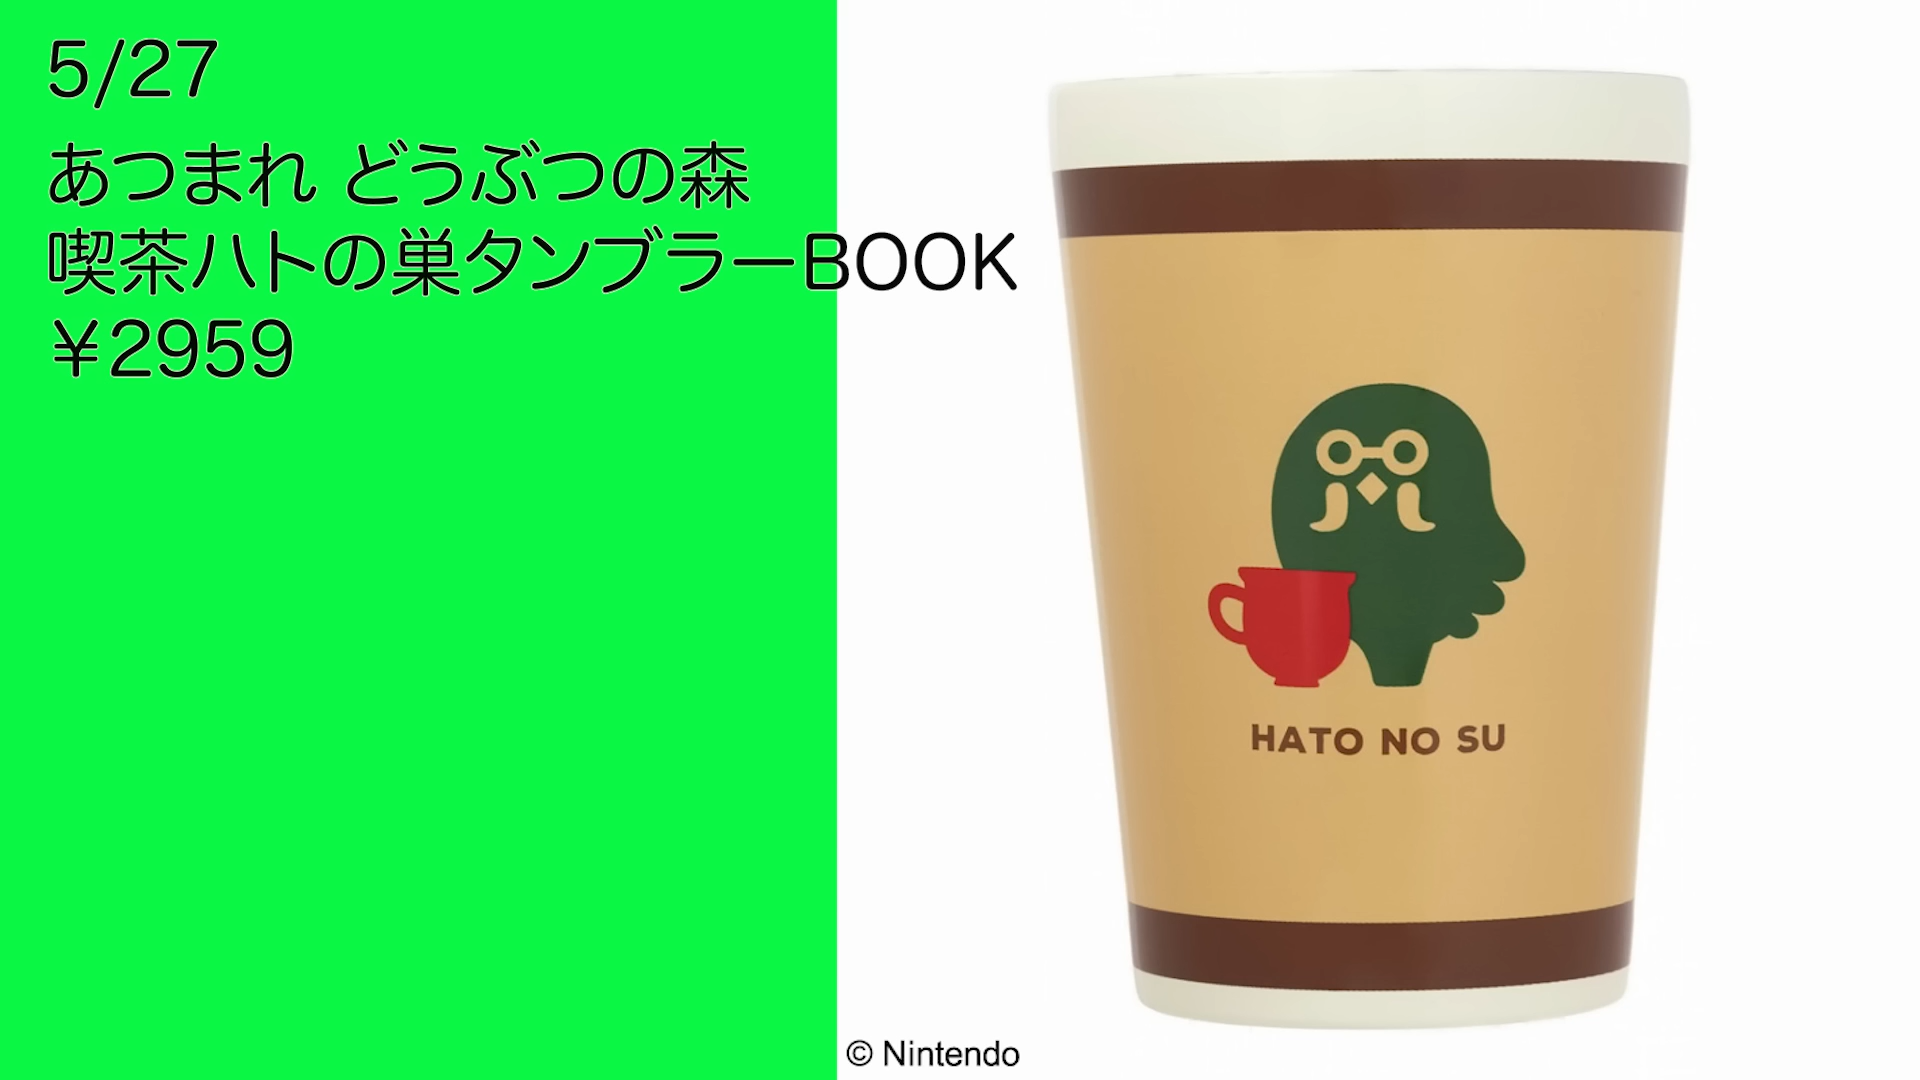 5/27
あつまれ どうぶつの森
喫茶ハトの巣タンブラーBOOK
￥2959
HATO NO SU
© Nintendo